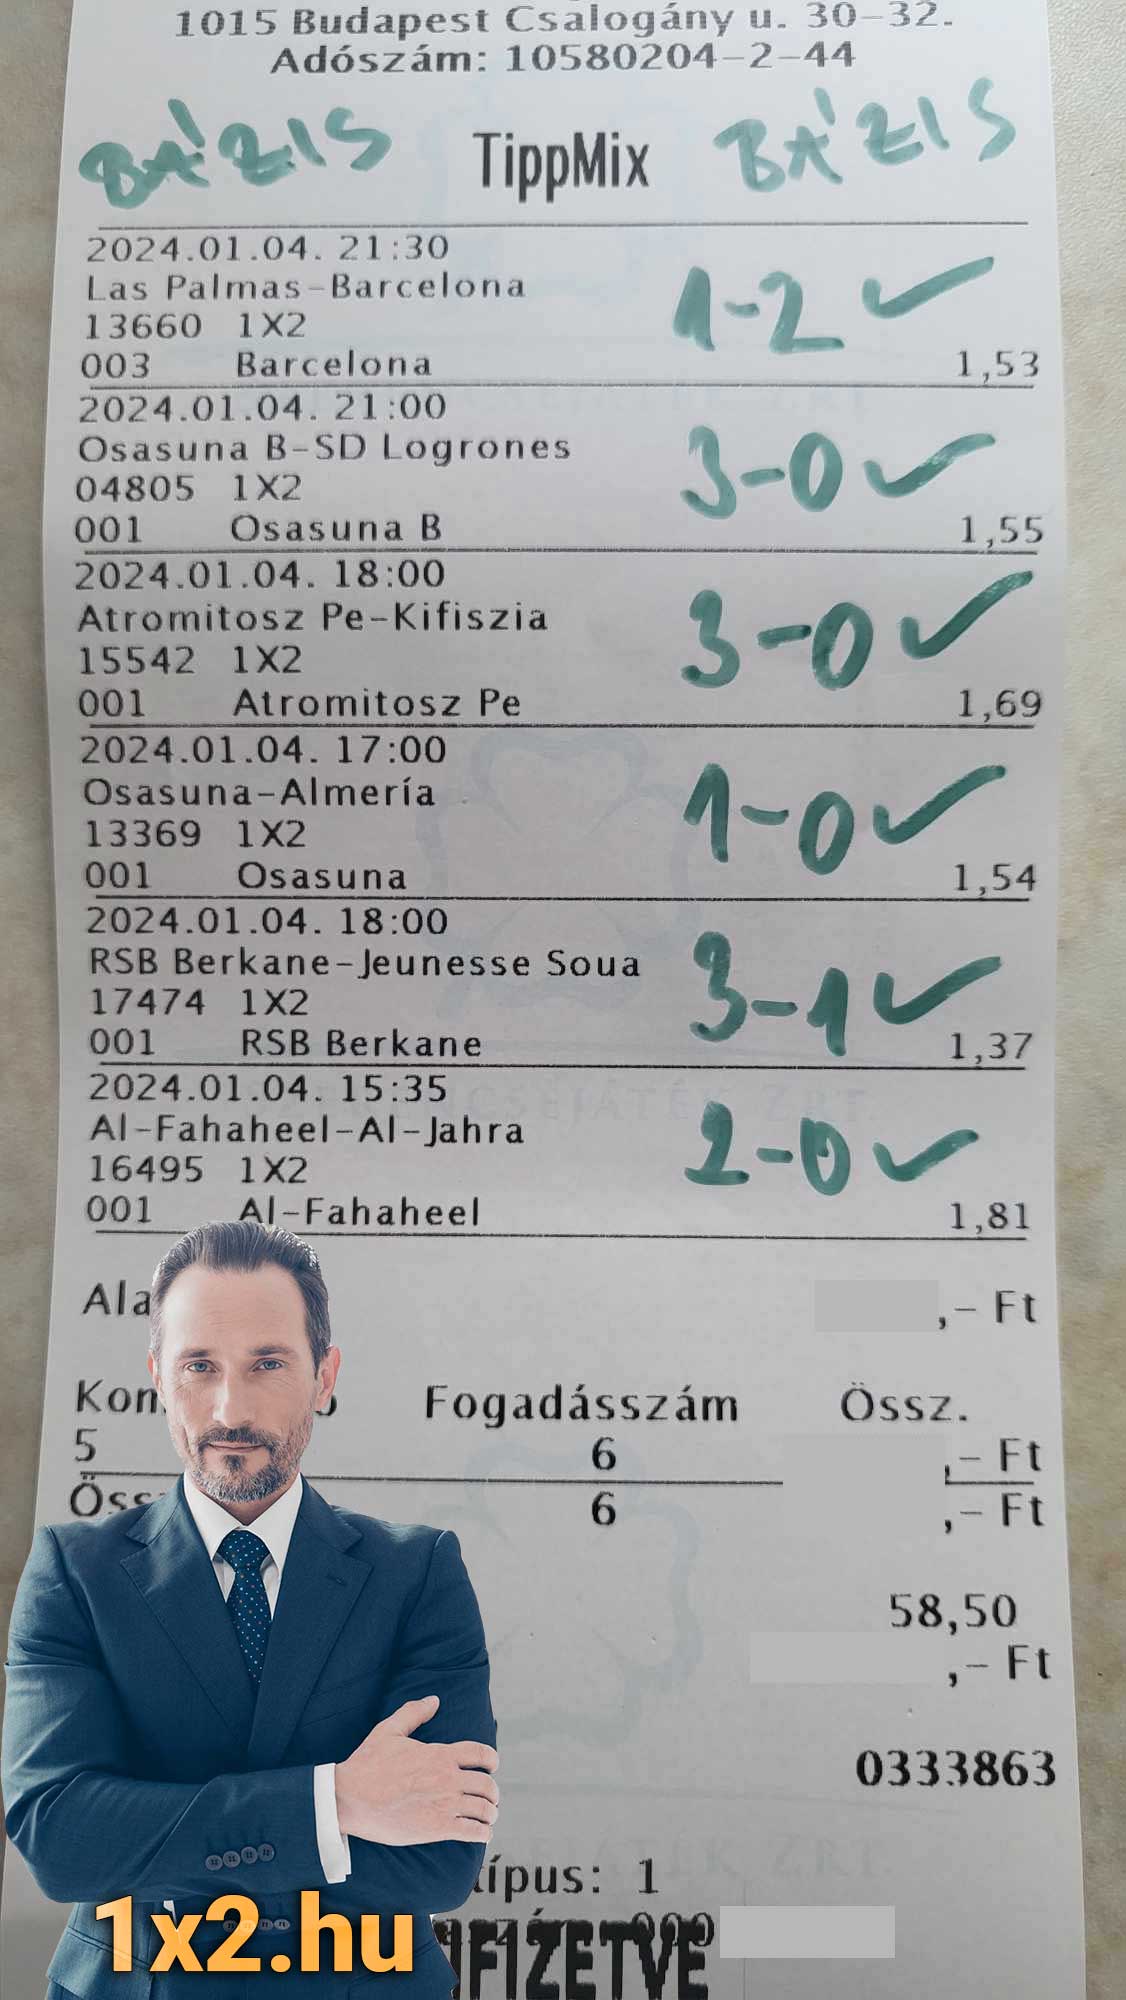 1015 Budapest Csalogány u. 30-32.
Adószám: 10580204-2-44
BÁZIS TippMix BÁZIS
2024.01.04. 21:30
Las Palmas-Barcelona 1-2 ✓
13660 1X2
003 Barcelona 1,53
2024.01.04. 21:00
Osasuna B-SD Logrones 3-0 ✓
04805 1X2
001 Osasuna B 1,55
2024.01.04. 18:00
Atromitosz Pe-Kifiszia 3-0 ✓
15542 1X2
001 Atromitosz Pe 1,69
2024.01.04. 17:00
Osasuna-Almería 1-0 ✓
13369 1X2
001 Osasuna 1,54
2024.01.04. 18:00
RSB Berkane-Jeunesse Soua 3-1 ✓
17474 1X2
001 RSB Berkane 1,37
2024.01.04. 15:35
Al-Fahaheel-Al-Jahra 2-0 ✓
16495 1X2
001 Al-Fahaheel 1,81
,- Ft
Fogadásszám Össz.
5 6 ,- Ft
6 ,- Ft
58,50
,- Ft
0333863
típus: 1
1x2.hu